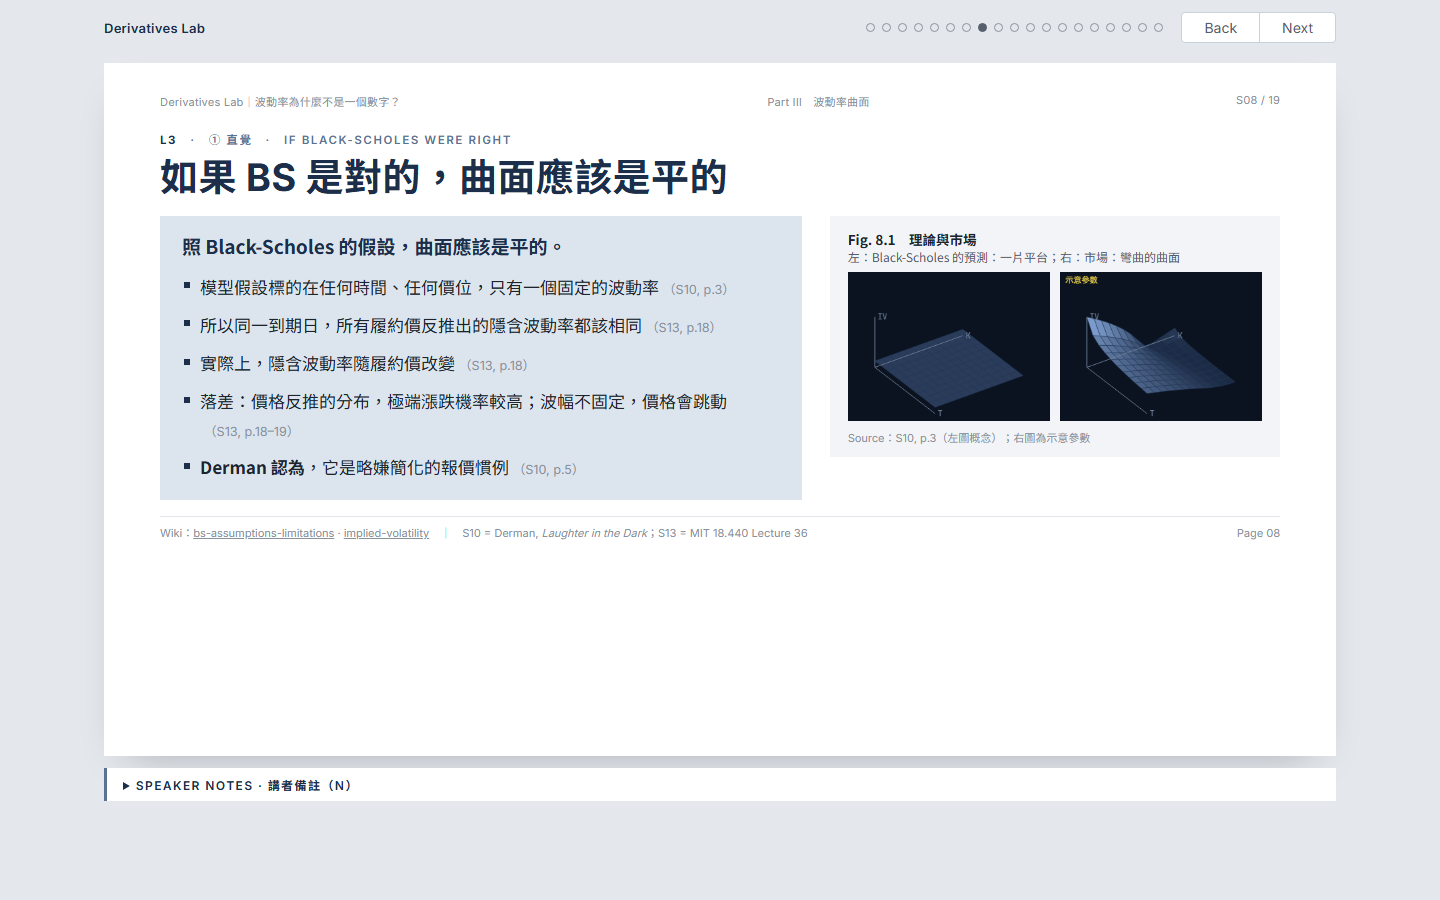 Derivatives Lab
Back
Next
Derivatives Lab | 波動率為什麼不是一個數字？
Part III 波動率曲面
S08 / 19
L3 · ① 直覺 · IF BLACK-SCHOLES WERE RIGHT
如果 BS 是對的，曲面應該是平的
照 Black-Scholes 的假設，曲面應該是平的。
模型假設標的在任何時間、任何價位，只有一個固定的波動率 （S10, p.3）
所以同一到期日，所有履約價反推出的隱含波動率都該相同 （S13, p.18）
實際上，隱含波動率隨履約價改變 （S13, p.18）
落差：價格反推的分布，極端漲跌機率較高；波幅不固定，價格會跳動
（S13, p.18–19）
Derman 認為，它是略嫌簡化的報價慣例 （S10, p.5）
Fig. 8.1 理論與市場
左：Black-Scholes 的預測：一片平台；右：市場：彎曲的曲面
IV
K
T
示意參數
IV
K
T
Source：S10, p.3（左圖概念）；右圖為示意參數
Wiki：bs-assumptions-limitations · implied-volatility | S10 = Derman, Laughter in the Dark；S13 = MIT 18.440 Lecture 36
Page 08
▶ SPEAKER NOTES · 講者備註（N）